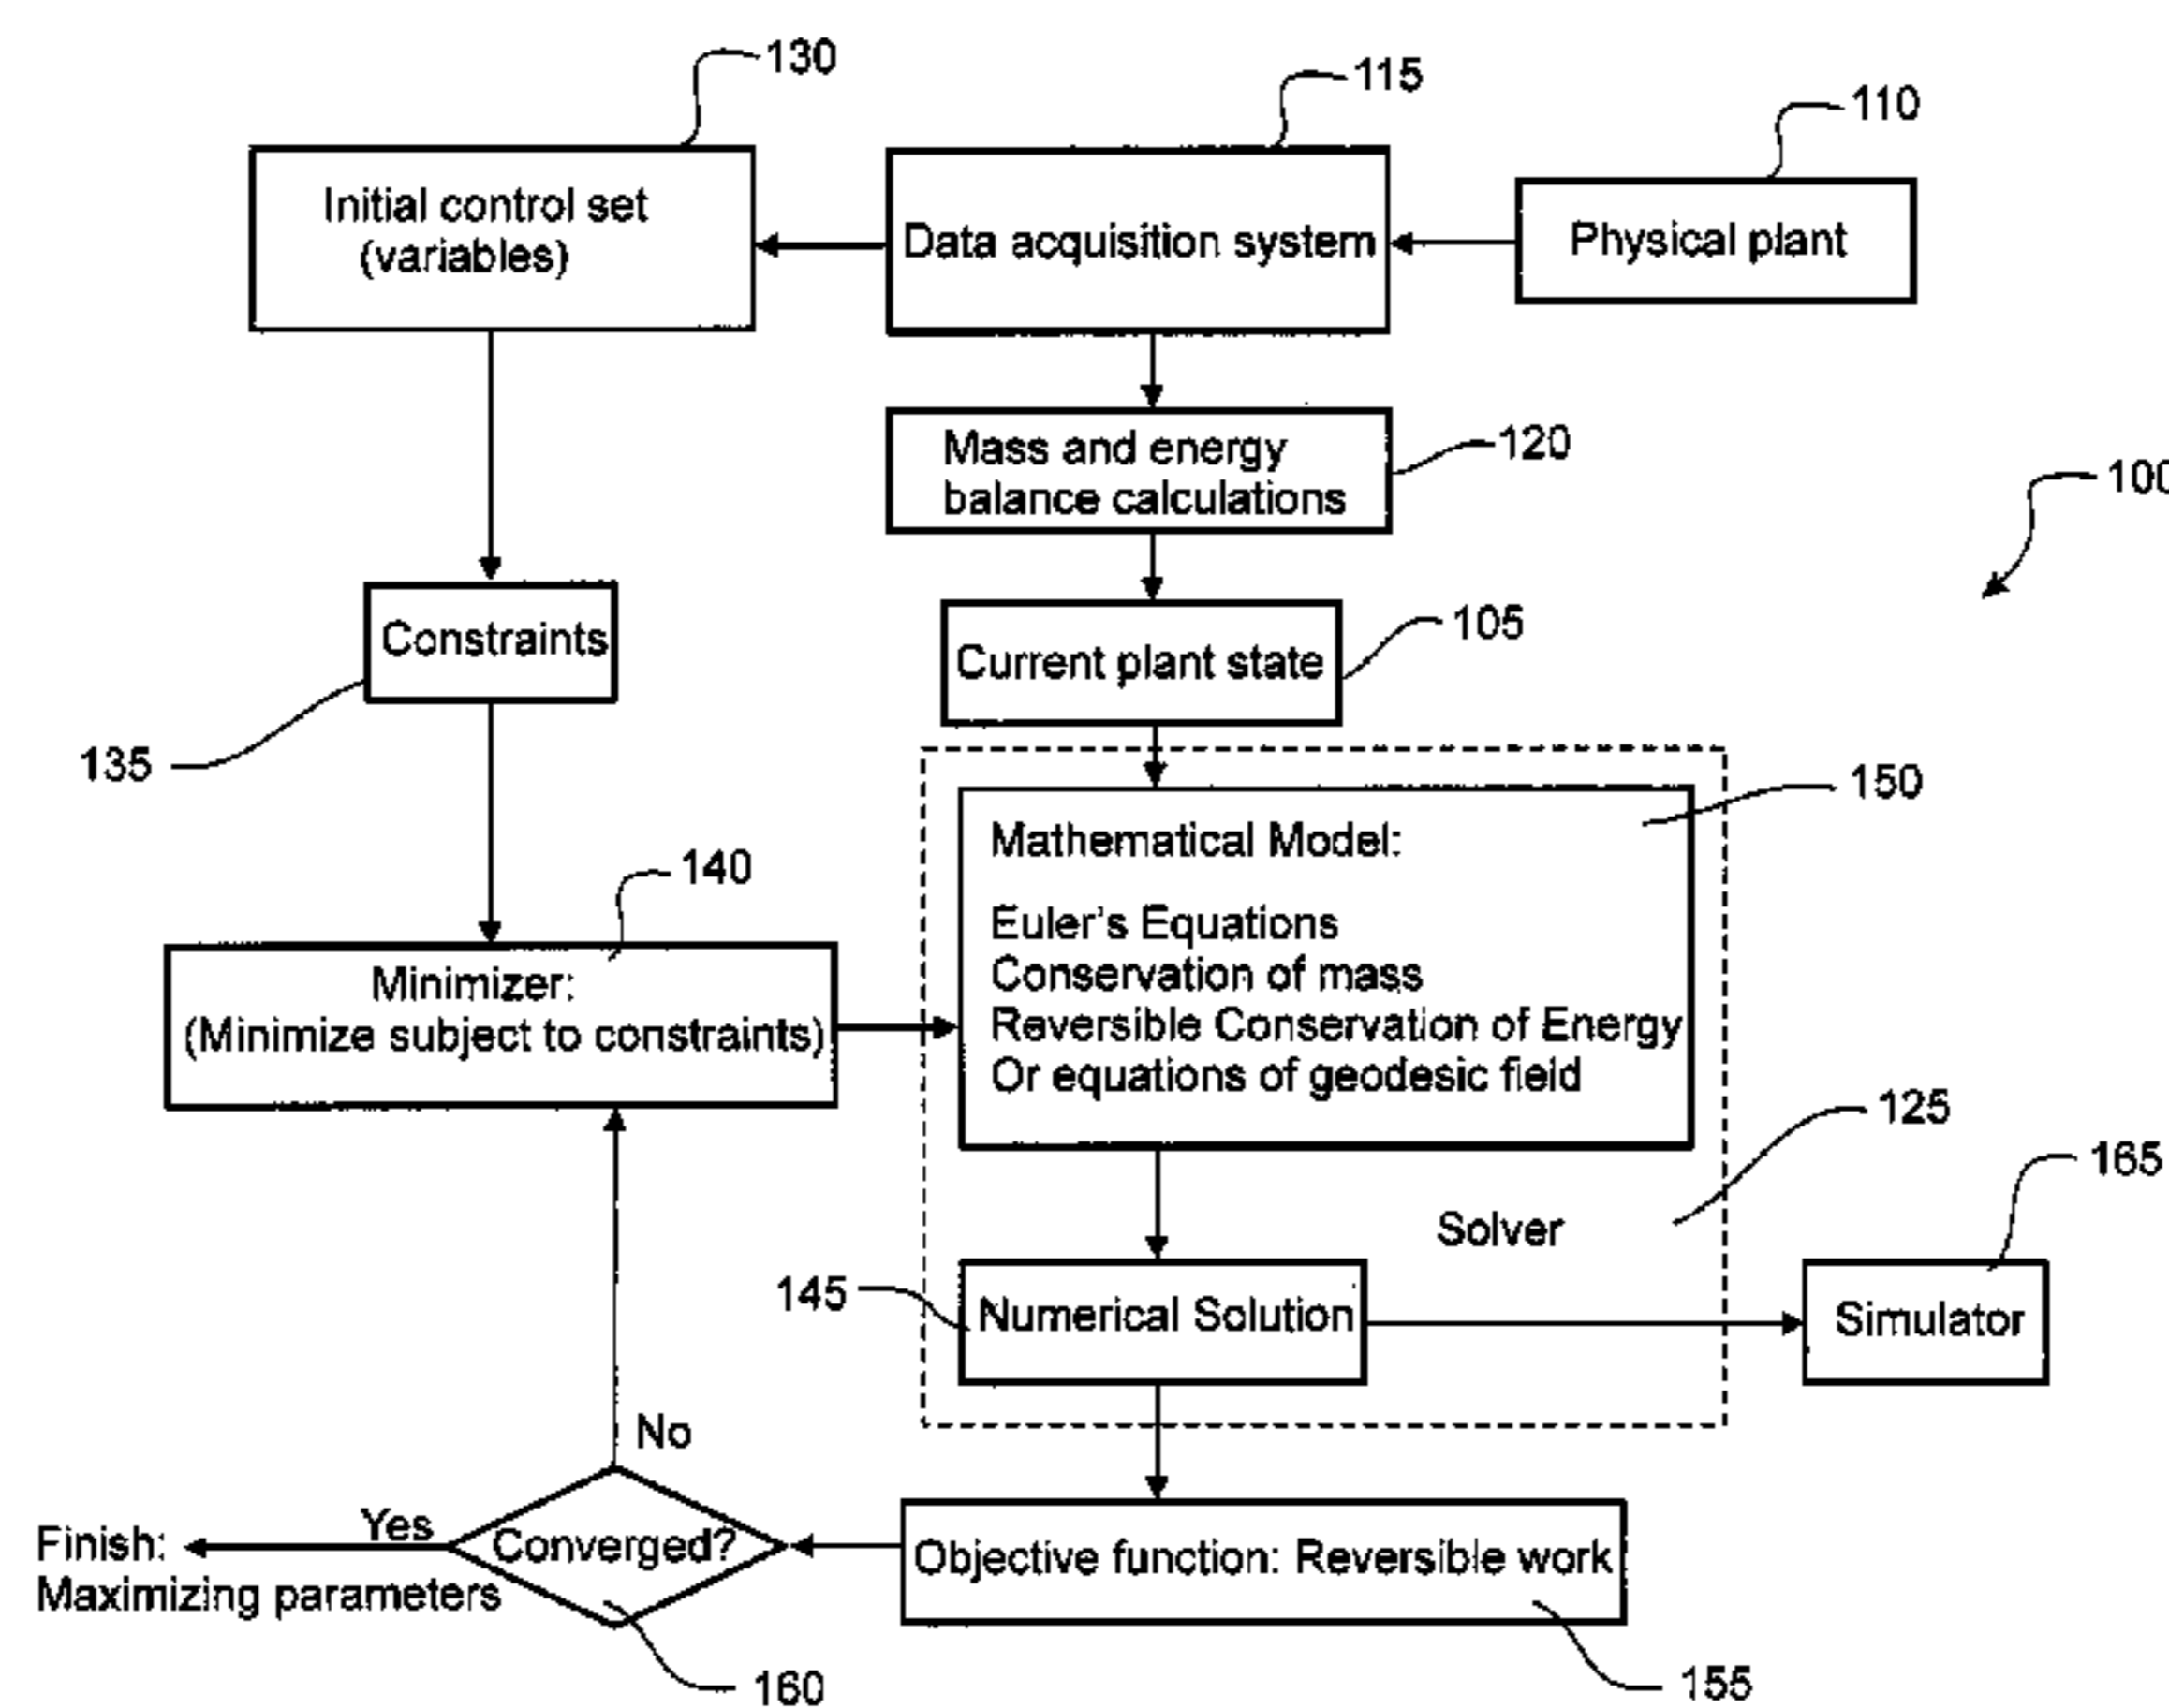 130
115
110
Initial control set
(variables)
Data acquisition system
Physical plant
Mass and energy
balance calculations
120
100
Constraints
Current plant state
105
135
150
Mathematical Model:
140
Euler's Equations
Conservation of mass
Reversible Conservation of Energy
Or equations of geodesic field
Minimizer:
(Minimize subject to constraints)
125
165
Solver
145
Numerical Solution
Simulator
No
Yes
Converged?
Finish:
Maximizing parameters
Objective function: Reversible work
160
155